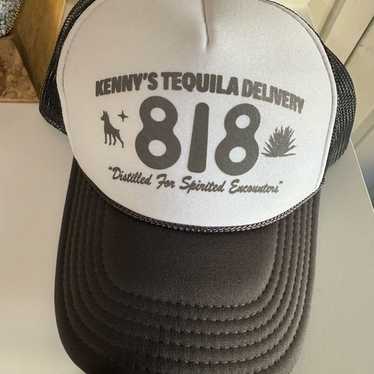 KENNY'S TEQUILA DELIVERY
818
"Distilled For Spirited Encounters"